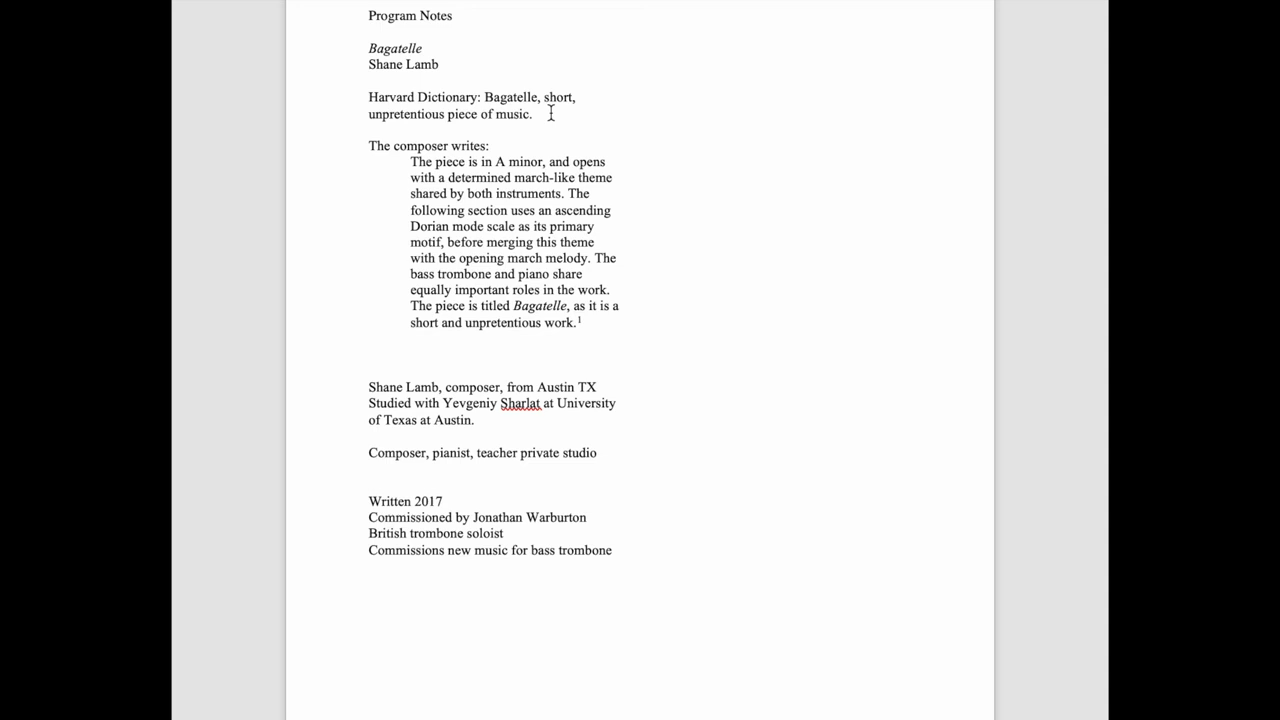 Program Notes
Bagatelle
Shane Lamb
Harvard Dictionary: Bagatelle, short,
unpretentious piece of music.
The composer writes:
The piece is in A minor, and opens
with a determined march-like theme
shared by both instruments. The
following section uses an ascending
Dorian mode scale as its primary
motif, before merging this theme
with the opening march melody. The
bass trombone and piano share
equally important roles in the work.
The piece is titled Bagatelle, as it is a
short and unpretentious work.1
Shane Lamb, composer, from Austin TX
Studied with Yevgeniy Sharlat at University
of Texas at Austin.
Composer, pianist, teacher private studio
Written 2017
Commissioned by Jonathan Warburton
British trombone soloist
Commissions new music for bass trombone